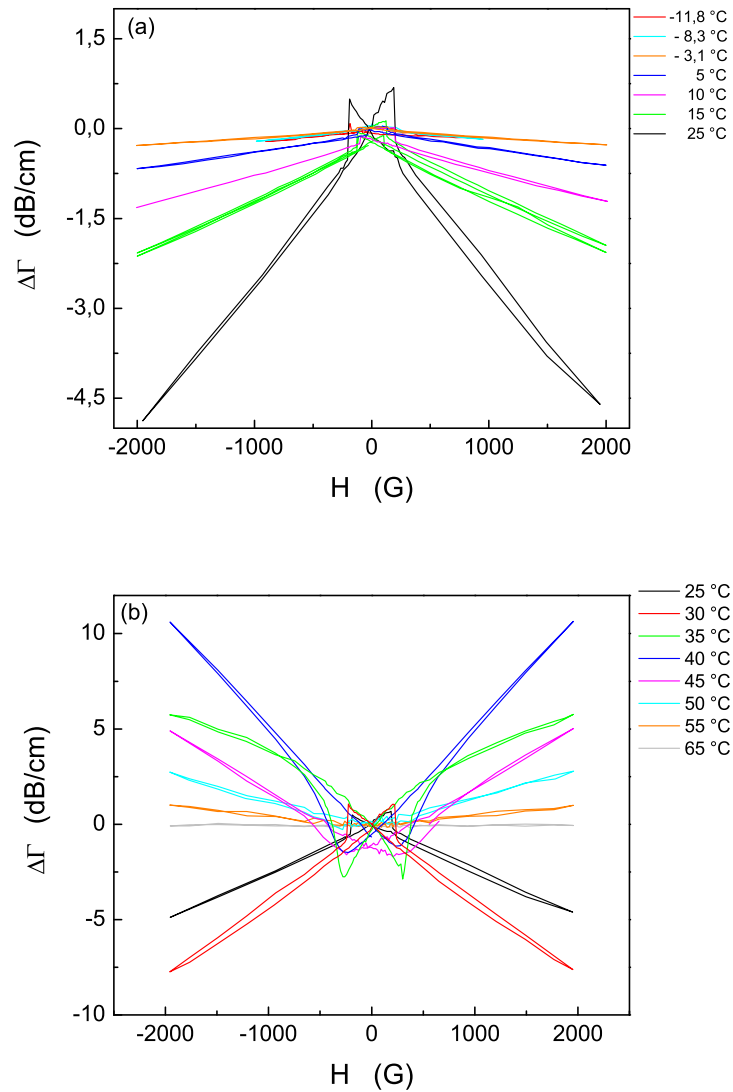 (a)
-11,8 °C
- 8,3 °C
- 3,1 °C
5 °C
10 °C
15 °C
25 °C
1,5
0.0
-1.5
-3.0
-4,5
ΔΓ (dB/cm)
-2000 -1000 0 1000 2000
H (G)
(b)
25 °C
30 °C
35 °C
40 °C
45 °C
50 °C
55 °C
65 °C
10
5
0
-5
-10
ΔΓ (dB/cm)
-2000 -1000 0 1000 2000
H (G)